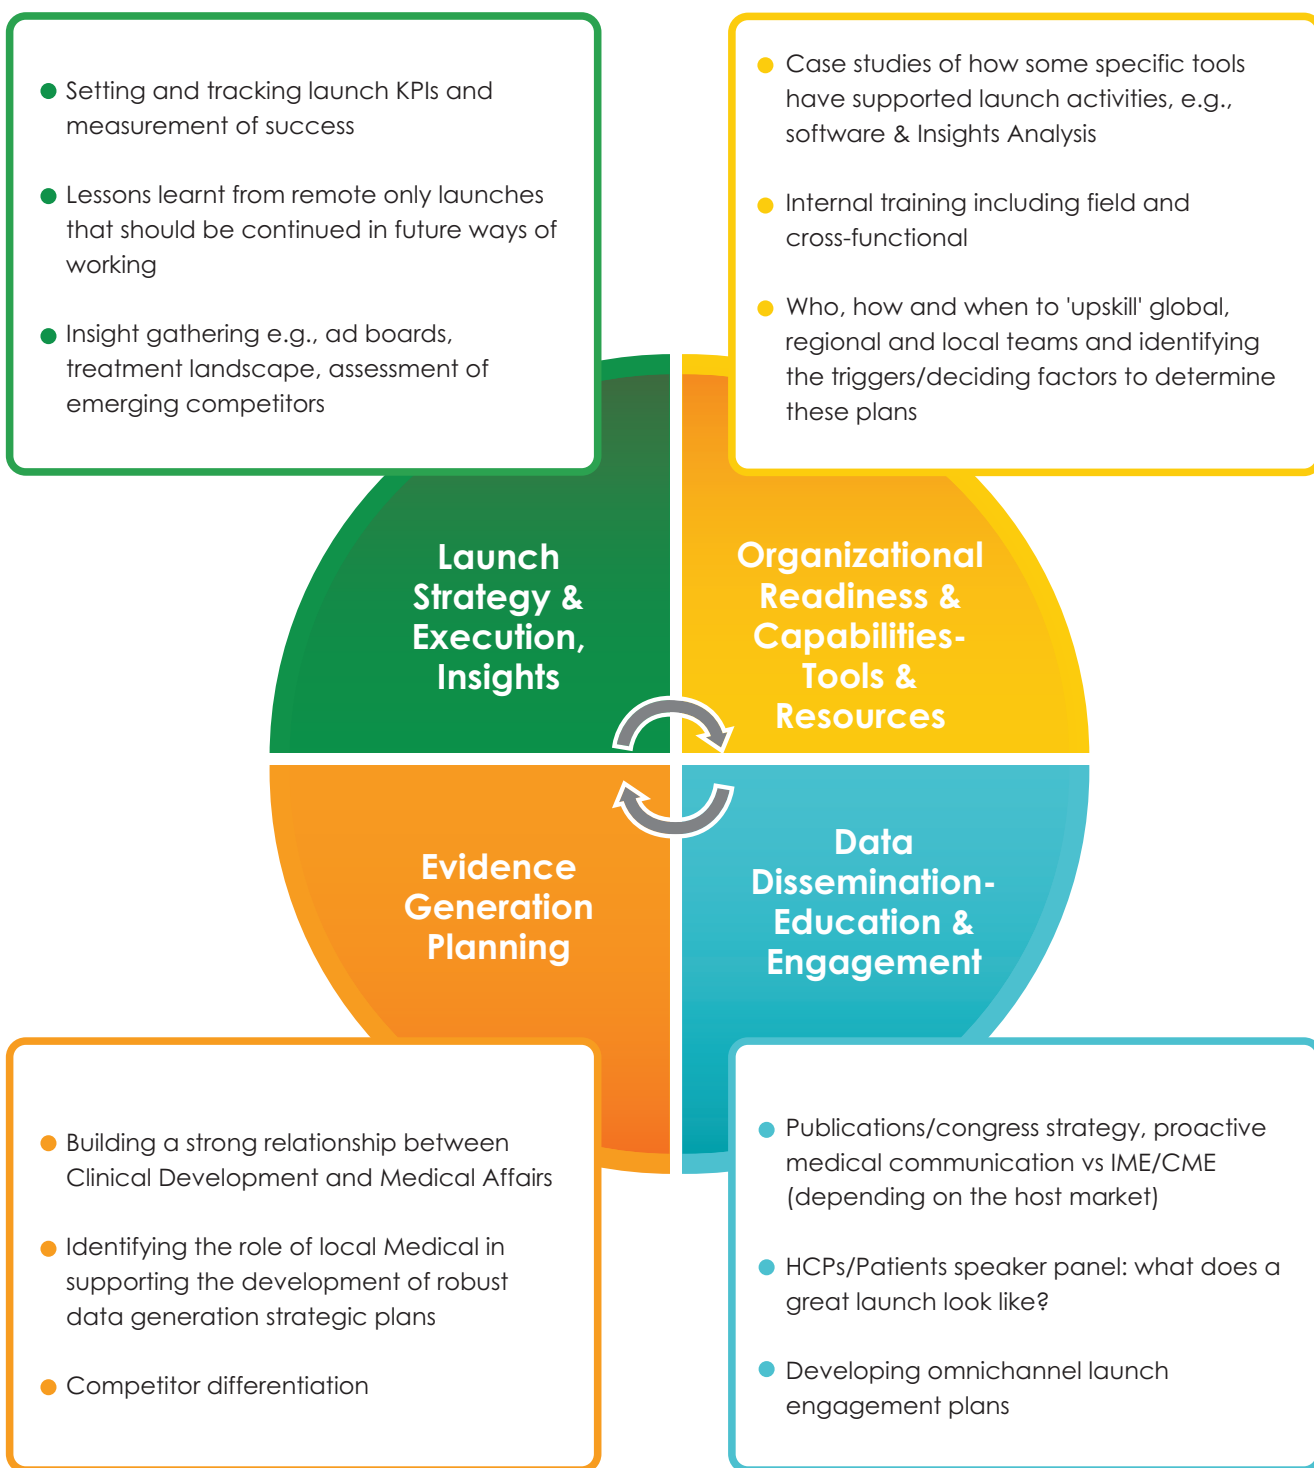 Setting and tracking launch KPIs and
measurement of success
Lessons learnt from remote only launches
that should be continued in future ways of
working
Insight gathering e.g., ad boards,
treatment landscape, assessment of
emerging competitors
Case studies of how some specific tools
have supported launch activities, e.g.,
software & Insights Analysis
Internal training including field and
cross-functional
Who, how and when to 'upskill' global,
regional and local teams and identifying
the triggers/deciding factors to determine
these plans
Launch
Strategy &
Execution,
Insights
Organizational
Readiness &
Capabilities-
Tools &
Resources
Evidence
Generation
Planning
Data
Dissemination-
Education &
Engagement
Building a strong relationship between
Clinical Development and Medical Affairs
Identifying the role of local Medical in
supporting the development of robust
data generation strategic plans
Competitor differentiation
Publications/congress strategy, proactive
medical communication vs IME/CME
(depending on the host market)
HCPs/Patients speaker panel: what does a
great launch look like?
Developing omnichannel launch
engagement plans